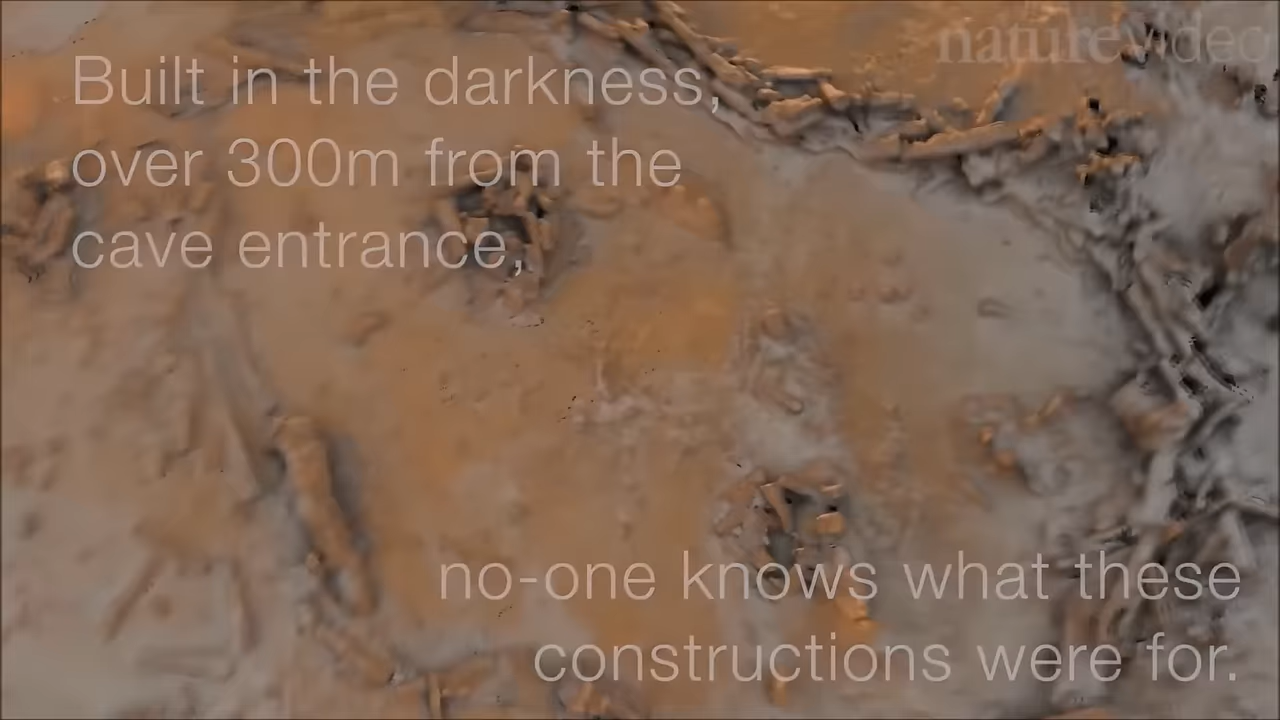 naturevideo
Built in the darkness,
over 300m from the
cave entrance,
no-one knows what these
constructions were for.